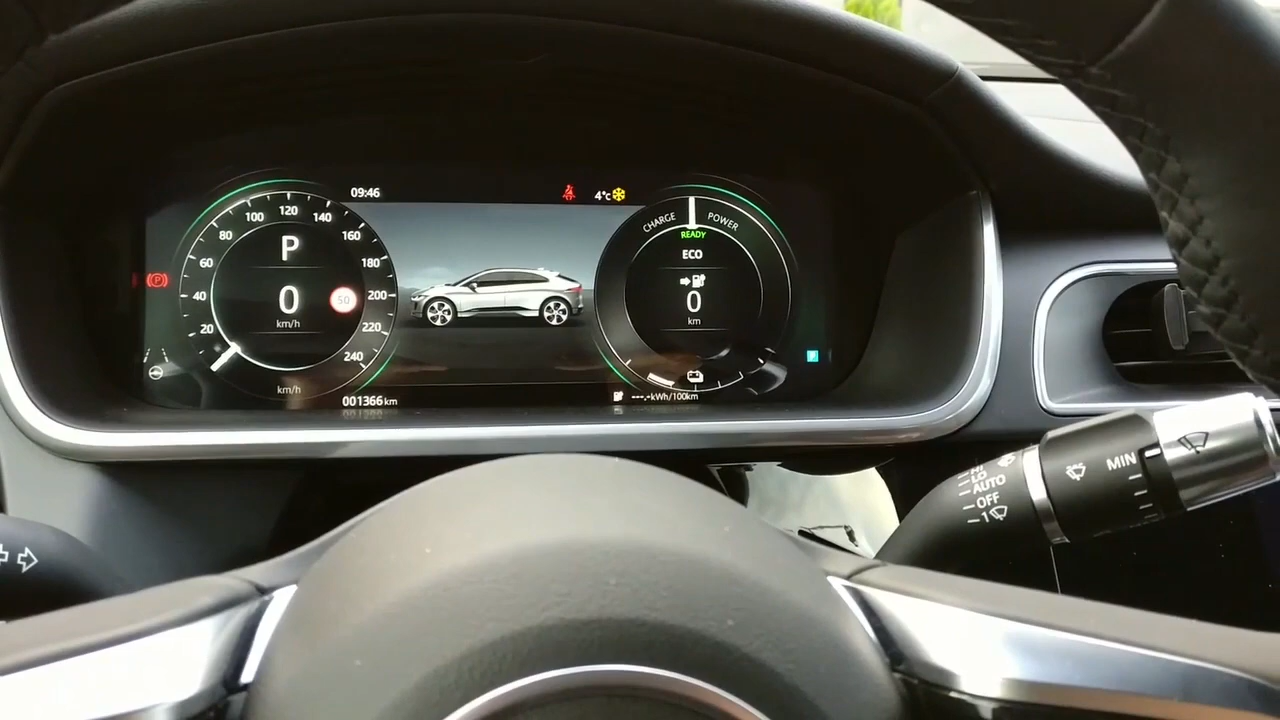 09:46
4°c
20
40
60
80
100
120
140
160
180
200
220
240
P
0
km/h
50
km/h
001366 km
CHARGE
POWER
READY
ECO
0
km
---.-kWh/100km
(P)
P
HI
LO
AUTO
OFF
1
MIN